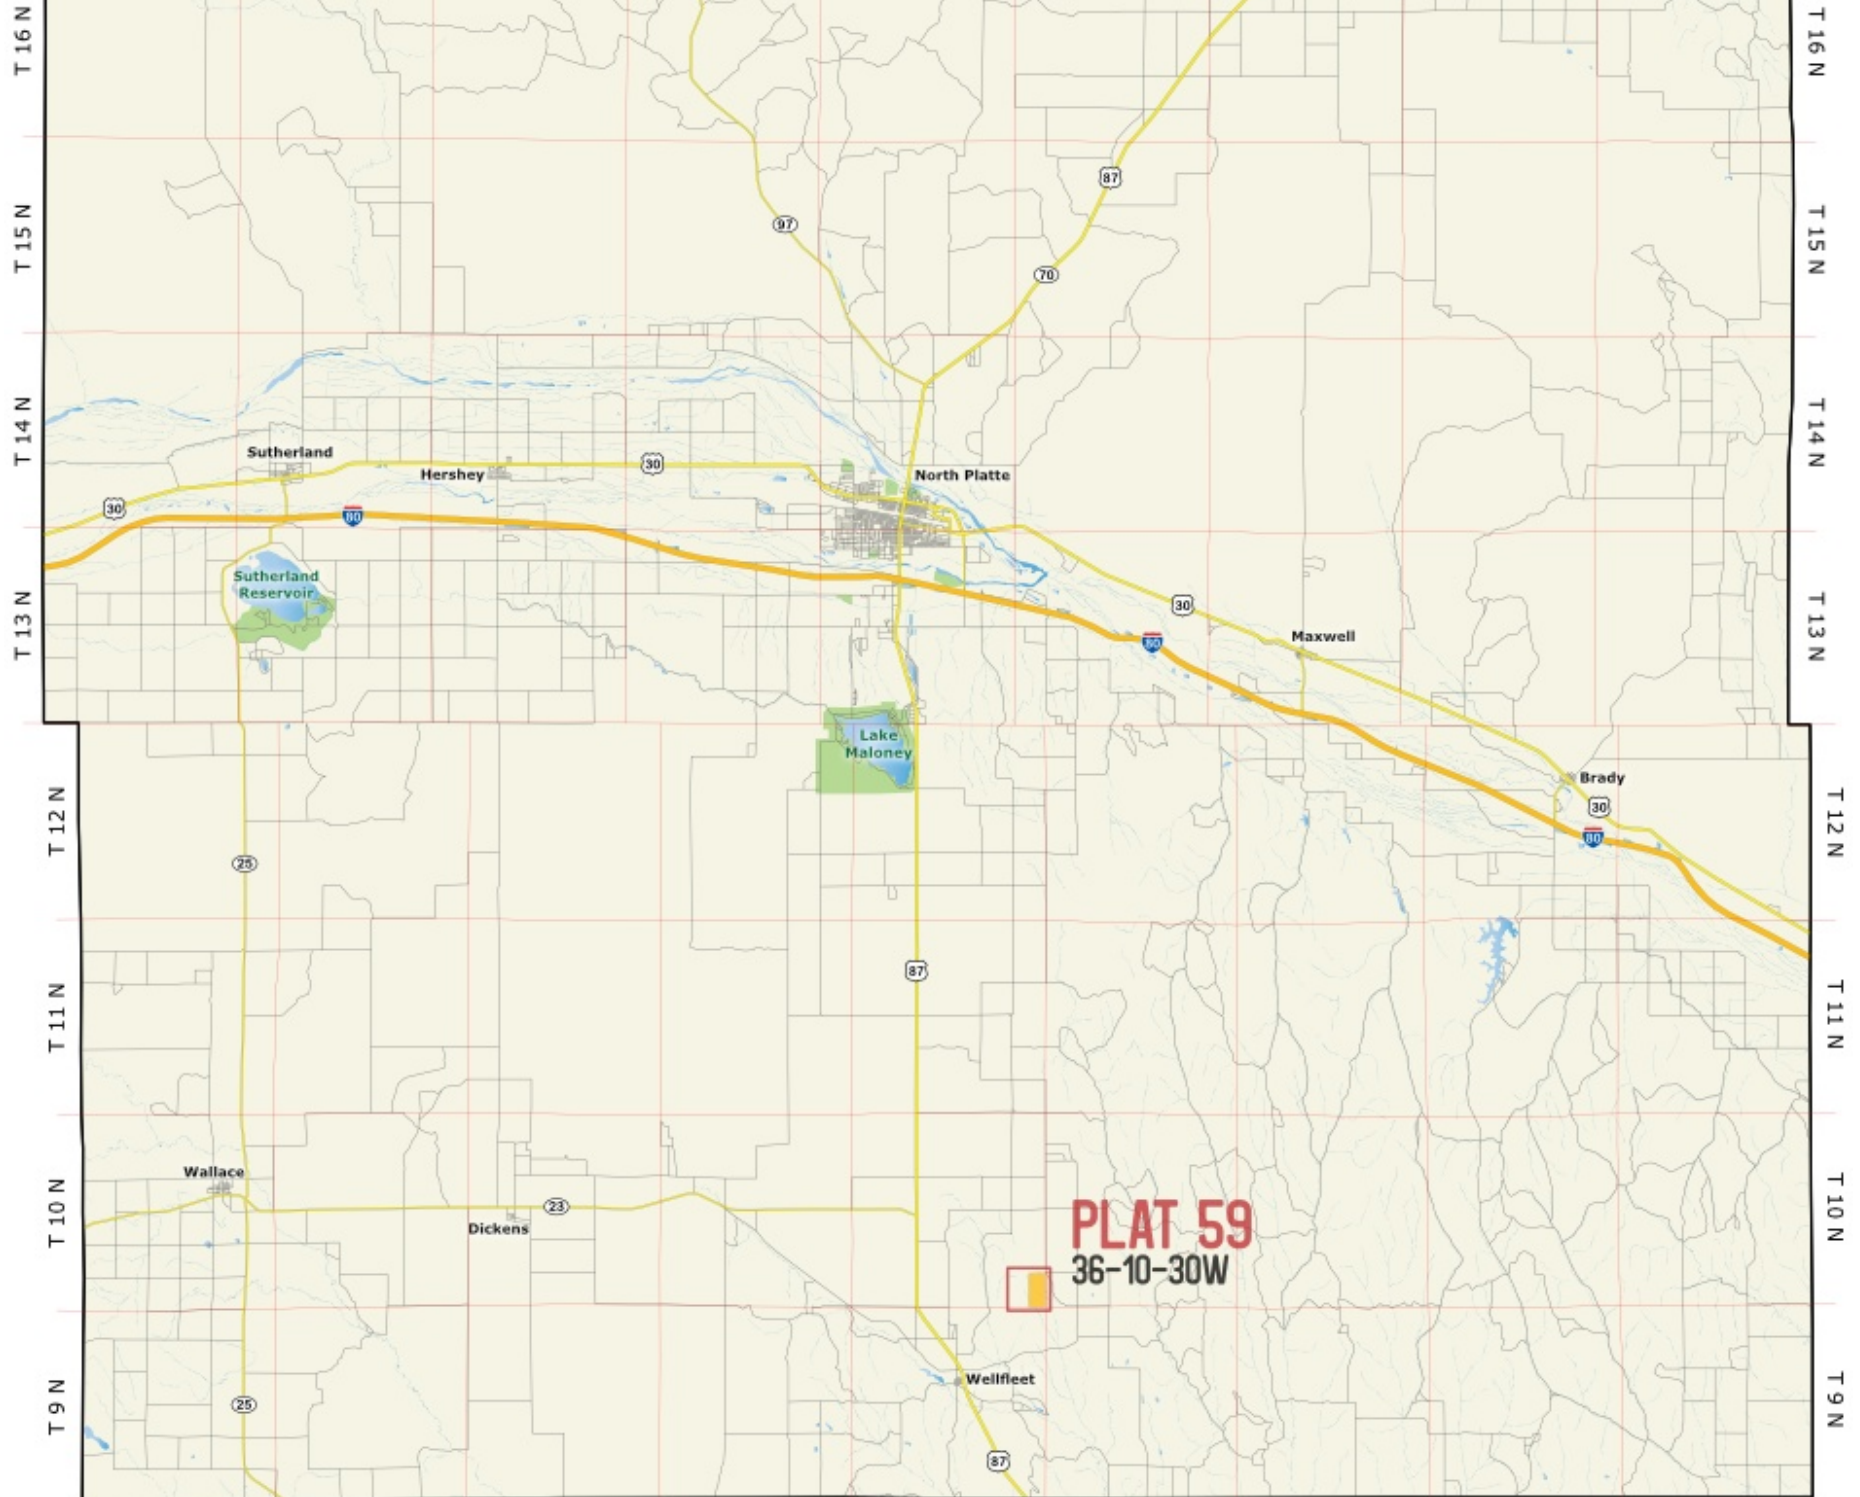 T 16 N
T 16 N
87
97
T 15 N
T 15 N
70
T 14 N
T 14 N
Sutherland
Hershey
30
North Platte
30
80
Sutherland
Reservoir
30
T 13 N
T 13 N
Maxwell
80
Lake
Maloney
Brady
30
T 12 N
T 12 N
80
25
87
T 11 N
T 11 N
Wallace
23
T 10 N
T 10 N
Dickens
PLAT 59
36-10-30W
Wellfleet
25
T 9 N
T 9 N
87